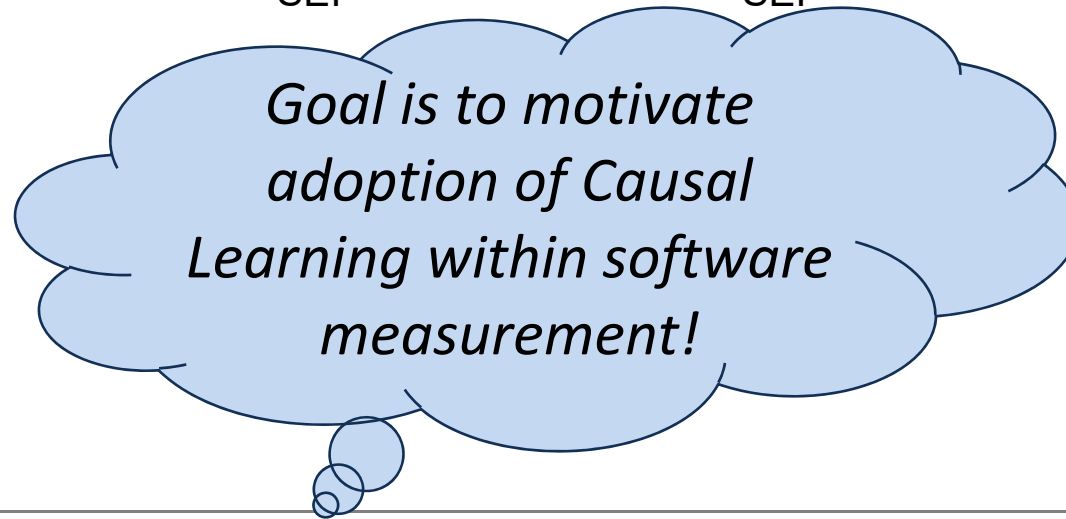 Goal is to motivate
adoption of Causal
Learning within software
measurement!